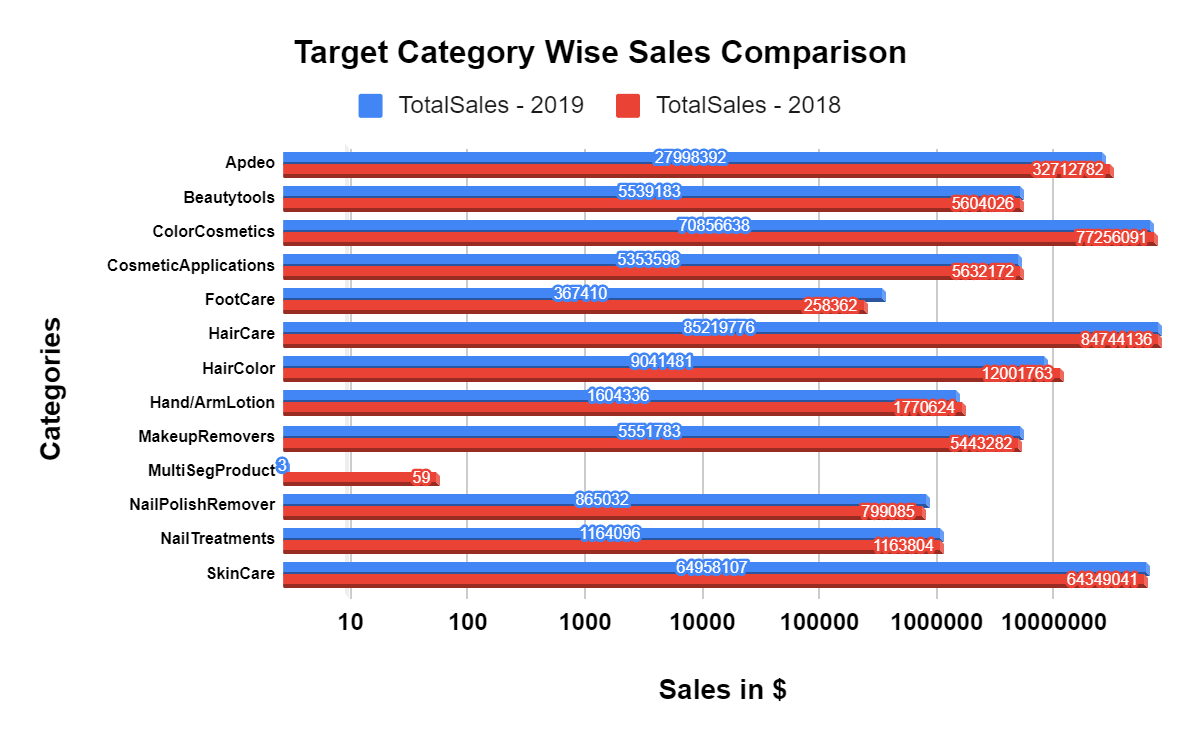 Target Category Wise Sales Comparison
TotalSales - 2019 TotalSales - 2018
Apdeo 27998392
32712782
Beautytools 5539183
5604026
ColorCosmetics 70856638
77256091
CosmeticApplications 5353598
5632172
FootCare 367410
258362
HairCare 85219776
84744136
HairColor 9041481
12001763
Hand/ArmLotion 1604336
1770624
MakeupRemovers 5551783
5443282
MultiSegProduct 3
59
NailPolishRemover 865032
799085
NailTreatments 1164096
1163804
SkinCare 64958107
64349041
Categories
10 100 1000 10000 100000 1000000 10000000
Sales in $